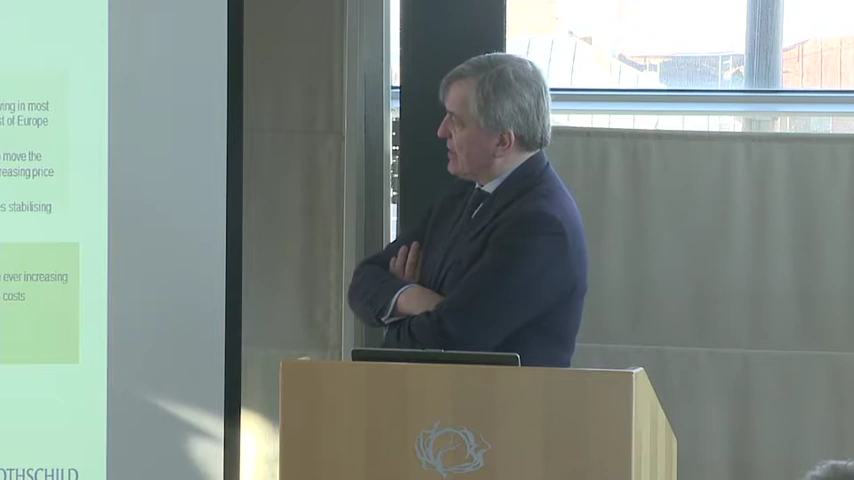 ving in most
st of Europe
move the
reasing price
s stabilising
ever increasing
costs
OTHSCHILD